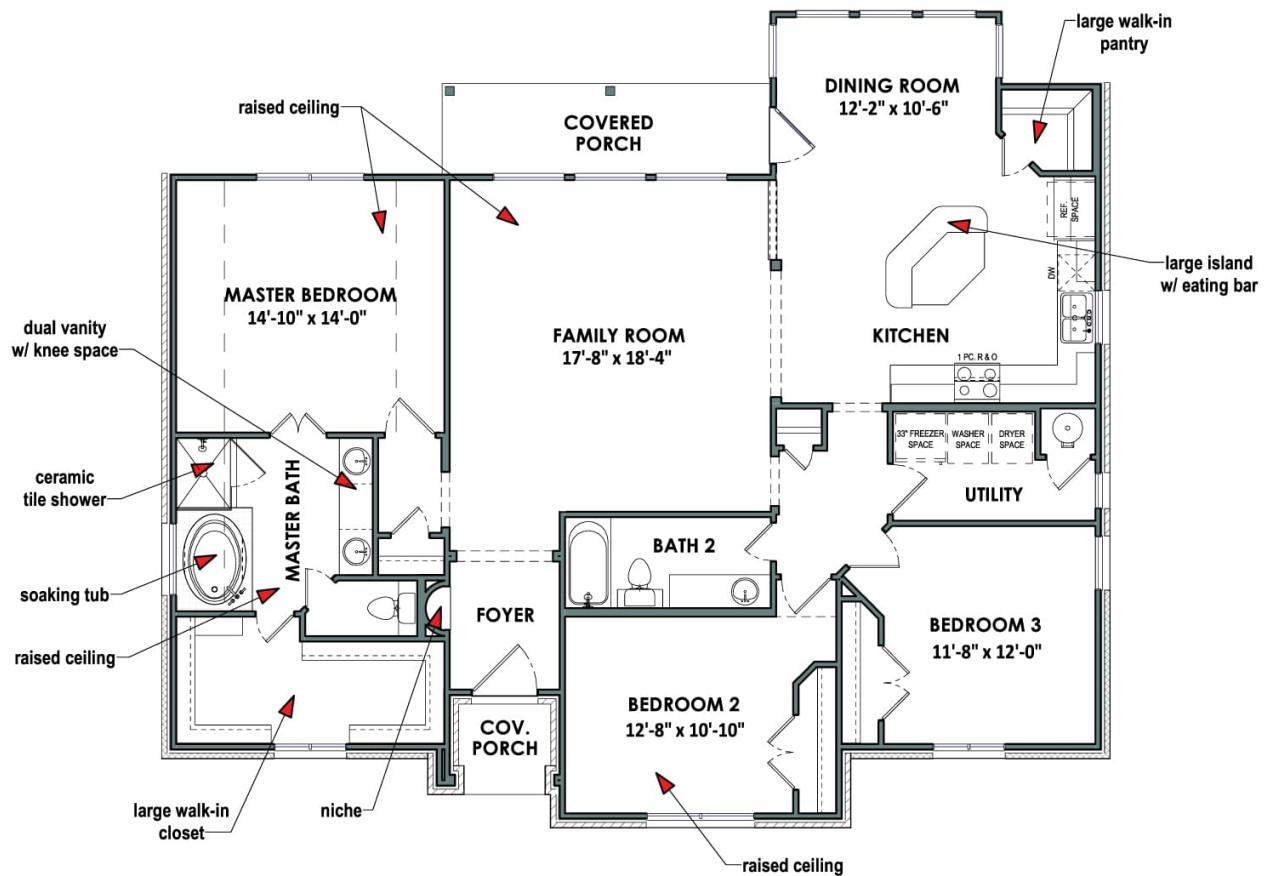 large walk-in
pantry
DINING ROOM
12'-2" x 10'-6"
raised ceiling
COVERED
PORCH
REF.
SPACE
DW
large island
w/ eating bar
MASTER BEDROOM
14'-10" x 14'-0"
dual vanity
w/ knee space
FAMILY ROOM
17'-8" x 18'-4"
KITCHEN
1 PC. R & O
33" FREEZER
SPACE
WASHER
SPACE
DRYER
SPACE
UTILITY
ceramic
tile shower
MASTER BATH
BATH 2
soaking tub
FOYER
BEDROOM 3
11'-8" x 12'-0"
raised ceiling
BEDROOM 2
12'-8" x 10'-10"
COV.
PORCH
large walk-in
closet
niche
raised ceiling